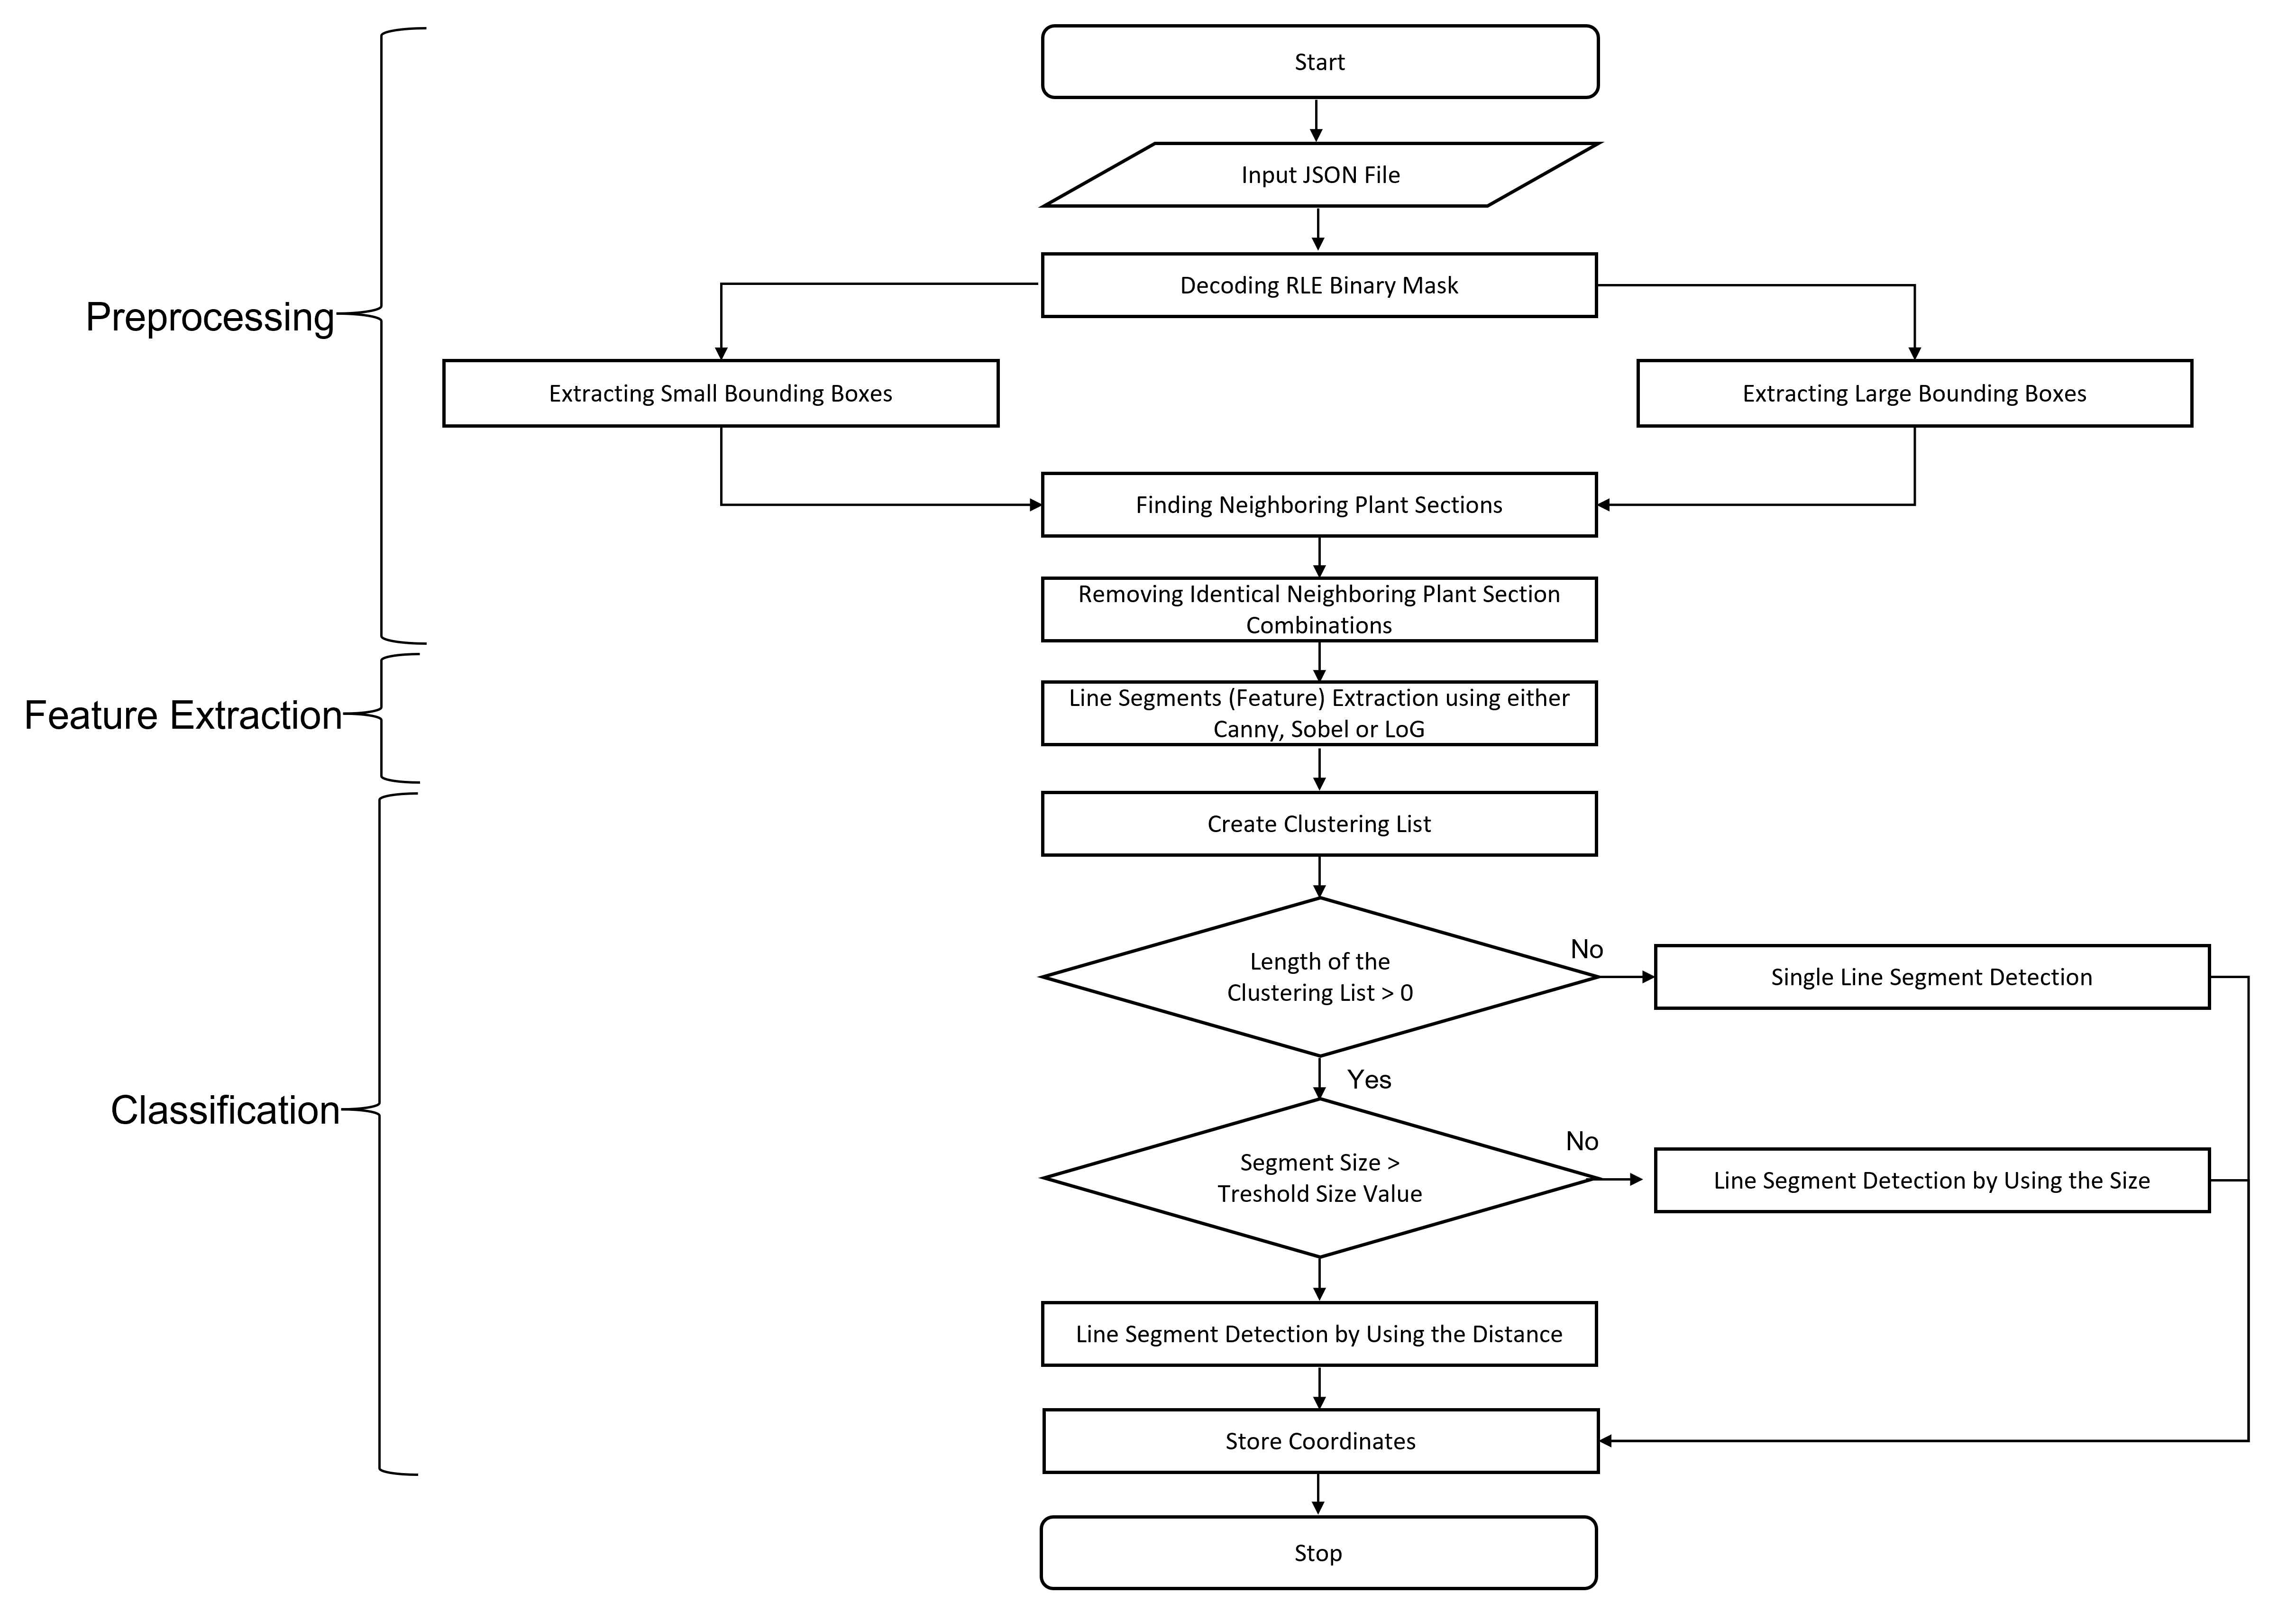 Start
Input JSON File
Decoding RLE Binary Mask
Preprocessing
Extracting Small Bounding Boxes
Extracting Large Bounding Boxes
Finding Neighboring Plant Sections
Removing Identical Neighboring Plant Section
Combinations
Feature Extraction
Line Segments (Feature) Extraction using either
Canny, Sobel or LoG
Create Clustering List
Classification
Length of the
Clustering List > 0
No
Single Line Segment Detection
Yes
Segment Size >
Treshold Size Value
No
Line Segment Detection by Using the Size
Line Segment Detection by Using the Distance
Store Coordinates
Stop